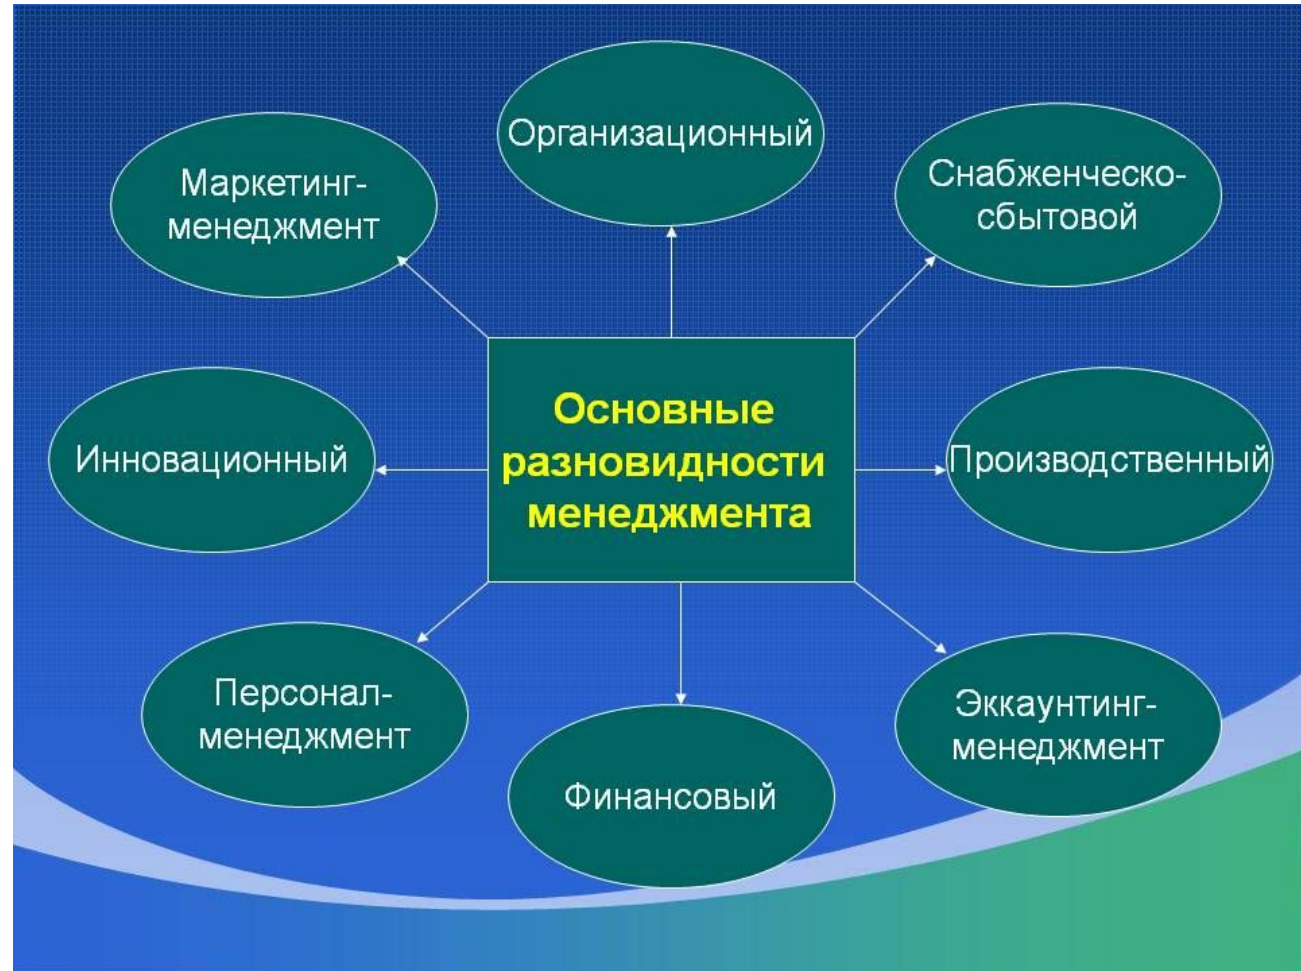 Организационный
Маркетинг-
менеджмент
Снабженческо-
сбытовой
Основные
разновидности
менеджмента
Инновационный
Производственный
Персонал-
менеджмент
Эккаунтинг-
менеджмент
Финансовый